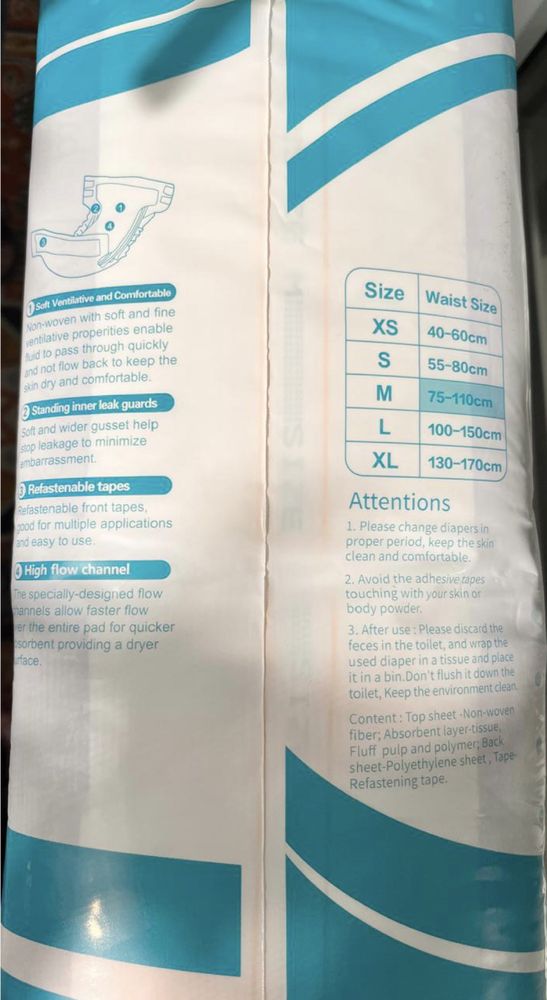 2
1
4
3
1 Soft Ventilative and Comfortable
Non-woven with soft and fine
ventilative properities enable
fluid to pass through quickly
and not flow back to keep the
skin dry and comfortable.
2 Standing inner leak guards
Soft and wider gusset help
stop leakage to minimize
embarrassment.
3 Refastenable tapes
Refastenable front tapes,
good for multiple applications
and easy to use.
4 High flow channel
The specially-designed flow
channels allow faster flow
over the entire pad for quicker
absorbent providing a dryer
surface.
Size Waist Size
XS 40-60cm
S 55-80cm
M 75-110cm
L 100-150cm
XL 130-170cm
Attentions
1. Please change diapers in
proper period, keep the skin
clean and comfortable.
2. Avoid the adhesive tapes
touching with your skin or
body powder.
3. After use : Please discard the
feces in the toilet, and wrap the
used diaper in a tissue and place
it in a bin.Don't flush it down the
toilet, Keep the environment clean.
Content : Top sheet -Non-woven
fiber; Absorbent layer-tissue,
Fluff pulp and polymer; Back
sheet-Polyethylene sheet , Tape-
Refastening tape.